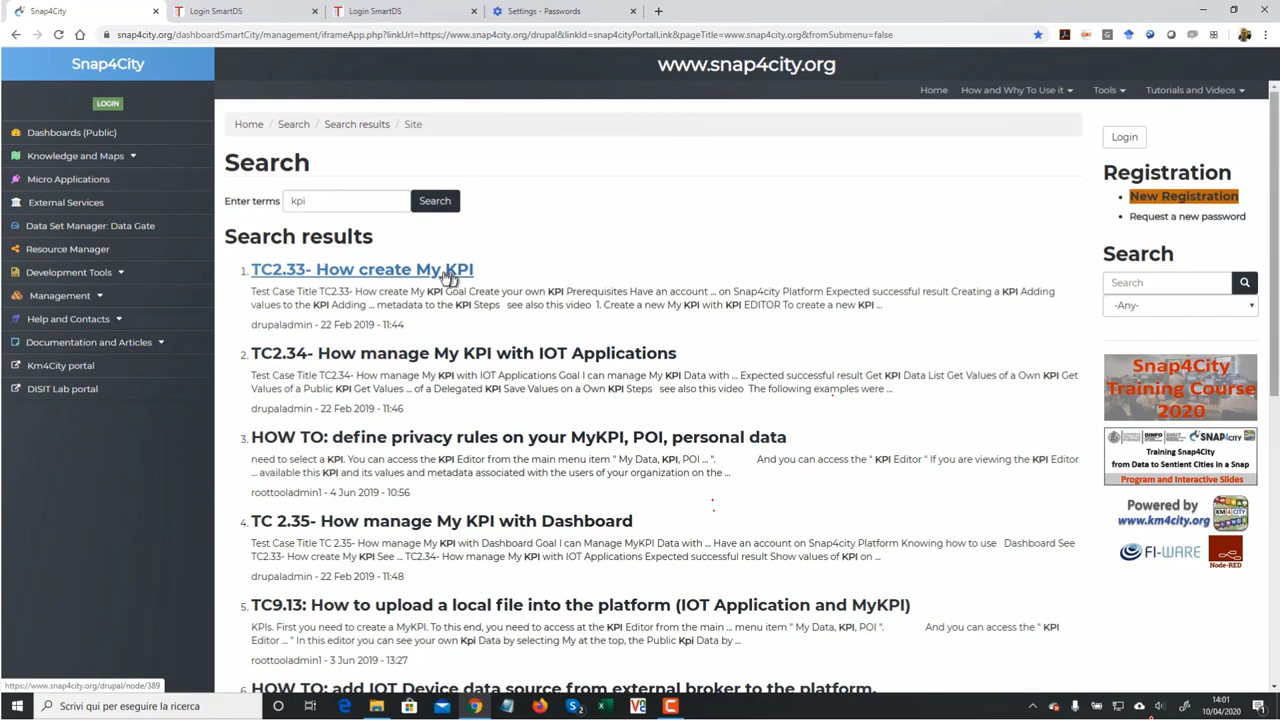 Snap4City
Login SmartDS
Login SmartDS
Settings - Passwords
snap4city.org/dashboardSmartCity/management/iframeApp.php?linkUrl=https://www.snap4city.org/drupal&linkId=snap4cityPortalLink&pageTitle=www.snap4city.org&fromSubmenu=false
Snap4City
www.snap4city.org
LOGIN
Dashboards (Public)
Knowledge and Maps
Micro Applications
External Services
Data Set Manager: Data Gate
Resource Manager
Development Tools
Management
Help and Contacts
Documentation and Articles
Km4City portal
DISIT Lab portal
Home How and Why To Use it Tools Tutorials and Videos
Home / Search / Search results / Site
Search
Enter terms kpi Search
Search results
1. TC2.33- How create My KPI
Test Case Title TC2.33- How create My KPI Goal Create your own KPI Prerequisites Have an account ... on Snap4City Platform Expected successful result Creating a KPI Adding
values to the KPI Adding ... metadata to the KPI Steps see also this video 1. Create a new My KPI with KPI EDITOR To create a new KPI ...
drupaladmin - 22 Feb 2019 - 11:44
2. TC2.34- How manage My KPI with IOT Applications
Test Case Title TC2.34- How manage My KPI with IOT Applications Goal I can manage My KPI Data with ... Expected successful result Get KPI Data List Get Values of a Own KPI Get
Values of a Public KPI Get Values ... of a Delegated KPI Save Values on a Own KPI Steps see also this video The following examples were ...
drupaladmin - 22 Feb 2019 - 11:46
3. HOW TO: define privacy rules on your MyKPI, POI, personal data
need to select a KPI. You can access the KPI Editor from the main menu item " My Data, KPI, POI ... ". And you can access the " KPI Editor " If you are viewing the KPI Editor
... available this KPI and its values and metadata associated with the users of your organization on the ...
roottooladmin1 - 4 Jun 2019 - 10:56
4. TC 2.35- How manage My KPI with Dashboard
Test Case Title TC 2.35- How manage My KPI with Dashboard Goal I can Manage MyKPI Data with ... Have an account on Snap4city Platform Knowing how to use Dashboard See
TC2.33- How create My KPI See ... TC2.34- How manage My KPI with IOT Applications Expected successful result Show values of KPI on ...
drupaladmin - 22 Feb 2019 - 11:48
5. TC9.13: How to upload a local file into the platform (IOT Application and MyKPI)
KPIs. First you need to create a MyKPI. To this end, you need to access at the KPI Editor from the main ... menu item " My Data, KPI, POI ". And you can access the " KPI
Editor ... " In this editor you can see your own Kpi Data by selecting My at the top, the Public Kpi Data by ...
roottooladmin1 - 3 Jun 2019 - 13:27
6. HOW TO: add IOT Device data source from external broker to the platform.
Login
Registration
New Registration
Request a new password
Search
Search
-Any-
Snap4City
Training Course
2020
SNAP4CITY
Training Snap4City
from Data to Sentient Cities in a Snap
Program and Interactive Slides
Powered by
www.km4city.org
KM4CITY
FI-WARE
Node-RED
https://www.snap4city.org/drupal/node/389
Scrivi qui per eseguire la ricerca
14:01
10/04/2020